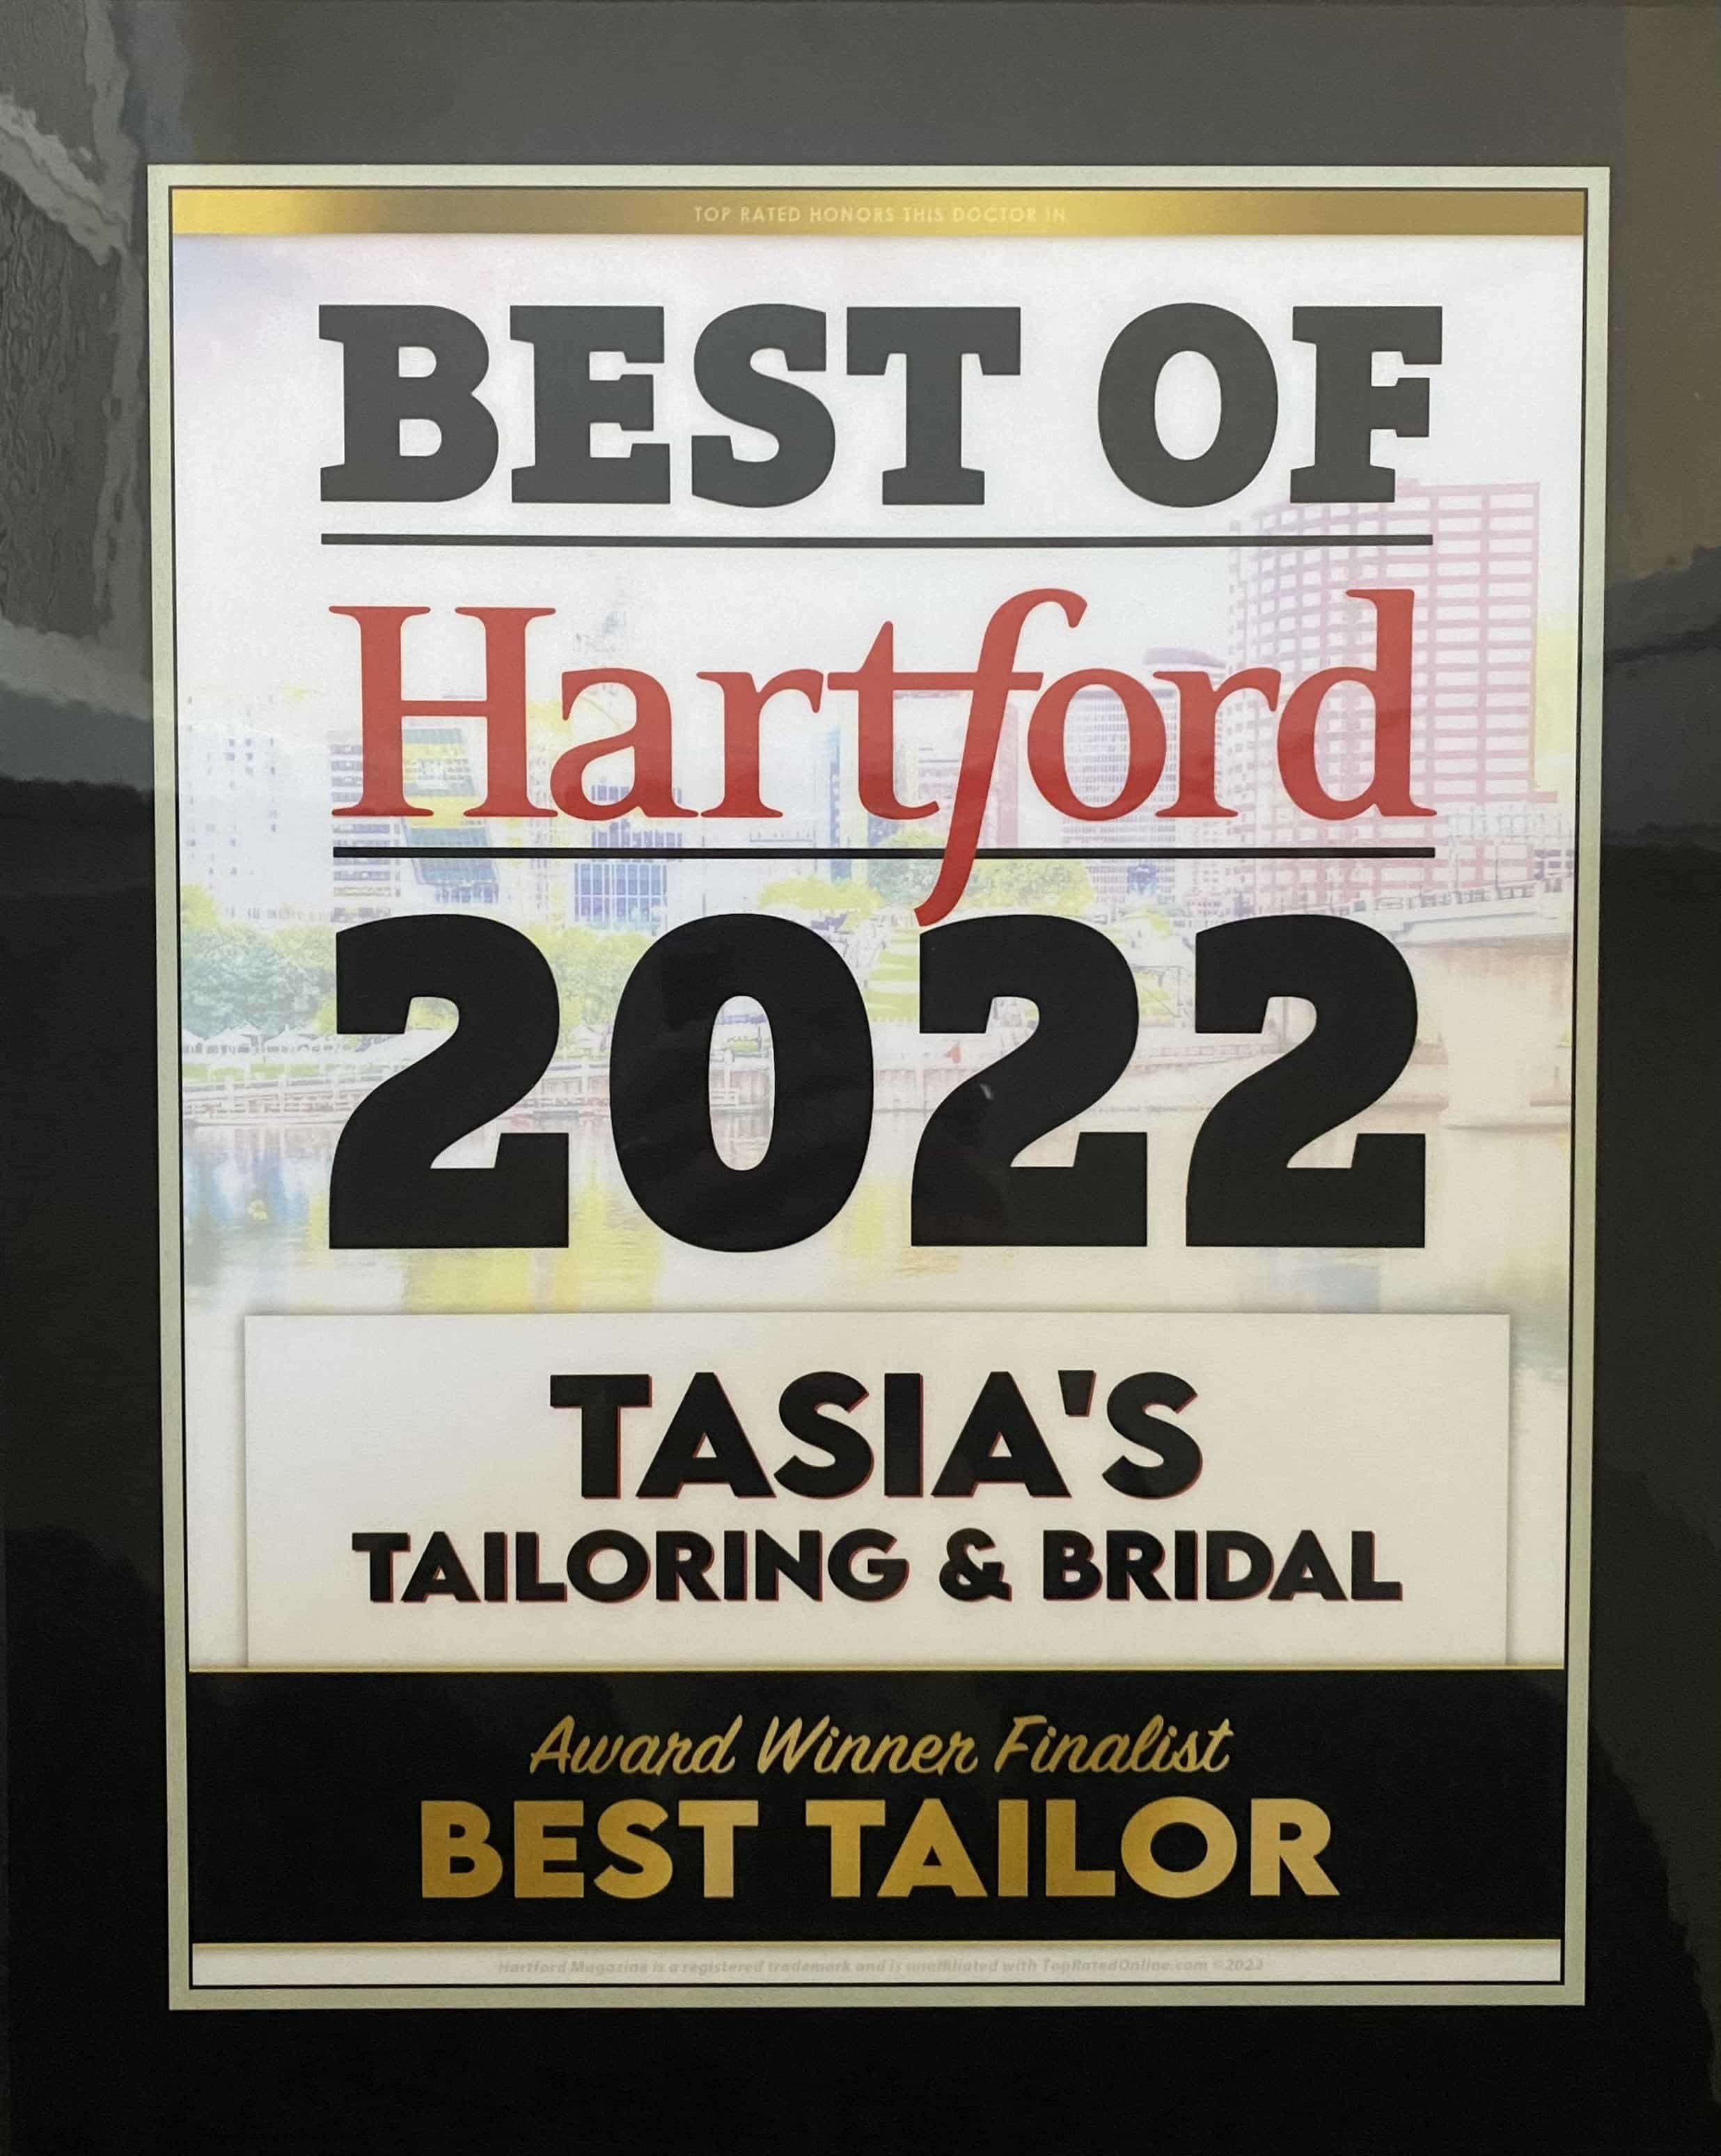 TOP RATED HONORS THIS DOCTOR IN
BEST OF
Hartford
2022
TASIA'S
TAILORING & BRIDAL
Award Winner Finalist
BEST TAILOR
Hartford Magazine is a registered trademark and is unaffiliated with TopRatedOnline.com ©2022